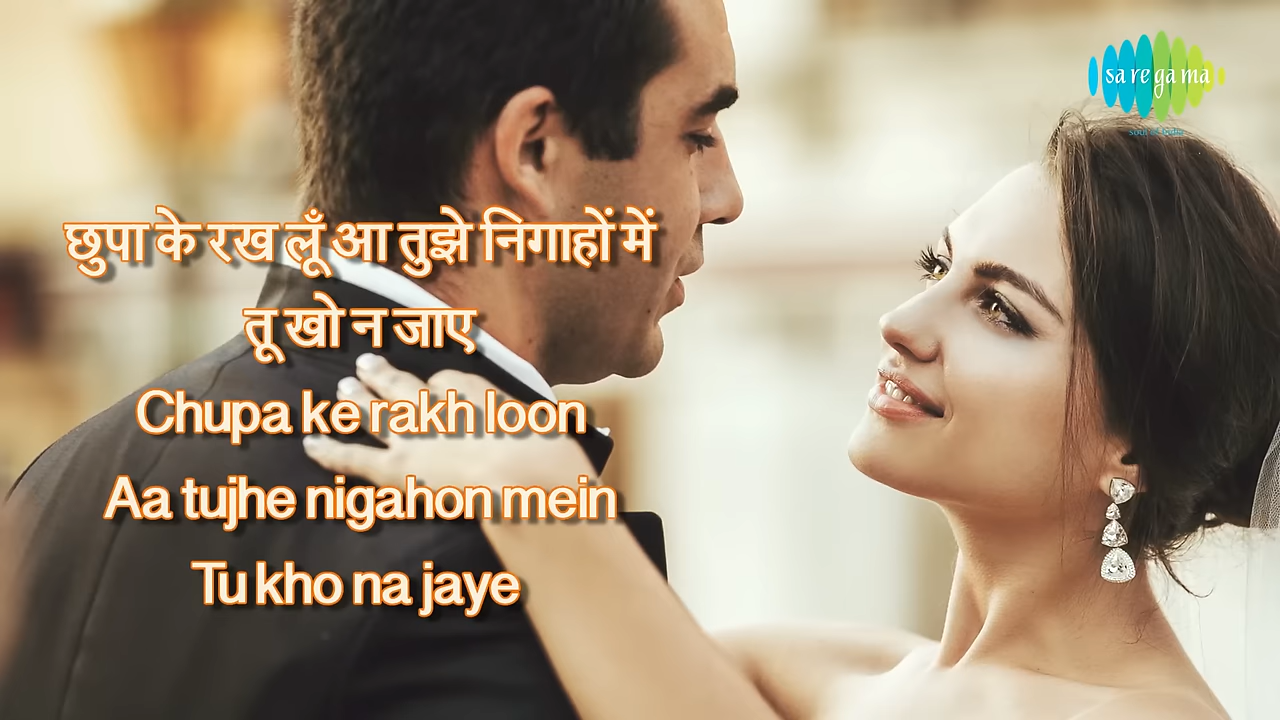 sa re ga ma
छुपा के रख लूँ आ तुझे निगाहों में
तू खो न जाए
Chupa ke rakh loon
Aa tujhe nigahon mein
Tu kho na jaye